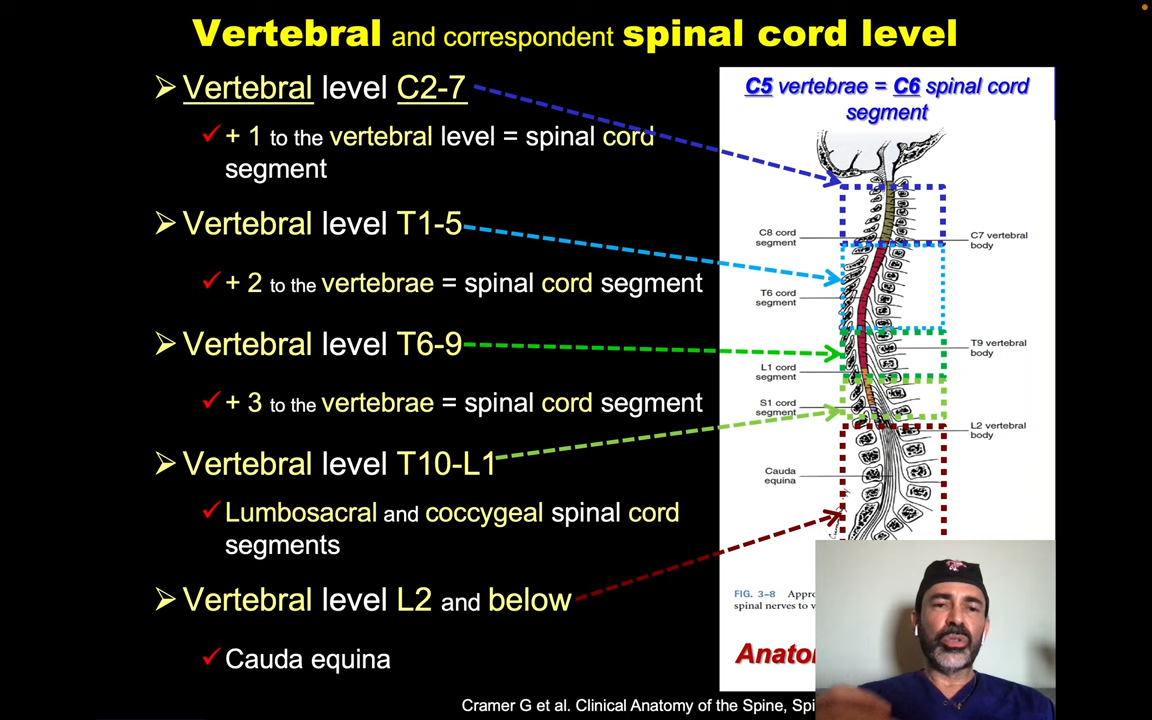 Vertebral and correspondent spinal cord level
Vertebral level C2-7
+ 1 to the vertebral level = spinal cord
segment
Vertebral level T1-5
+ 2 to the vertebrae = spinal cord segment
Vertebral level T6-9
+ 3 to the vertebrae = spinal cord segment
Vertebral level T10-L1
Lumbosacral and coccygeal spinal cord
segments
Vertebral level L2 and below
Cauda equina
C5 vertebrae = C6 spinal cord
segment
C8 cord
segment
C7 vertebral
body
T6 cord
segment
T9 vertebral
body
L1 cord
segment
S1 cord
segment
L2 vertebral
body
Cauda
equina
FIG. 3-8
spinal nerves to
Cramer G et al. Clinical Anatomy of the Spine,